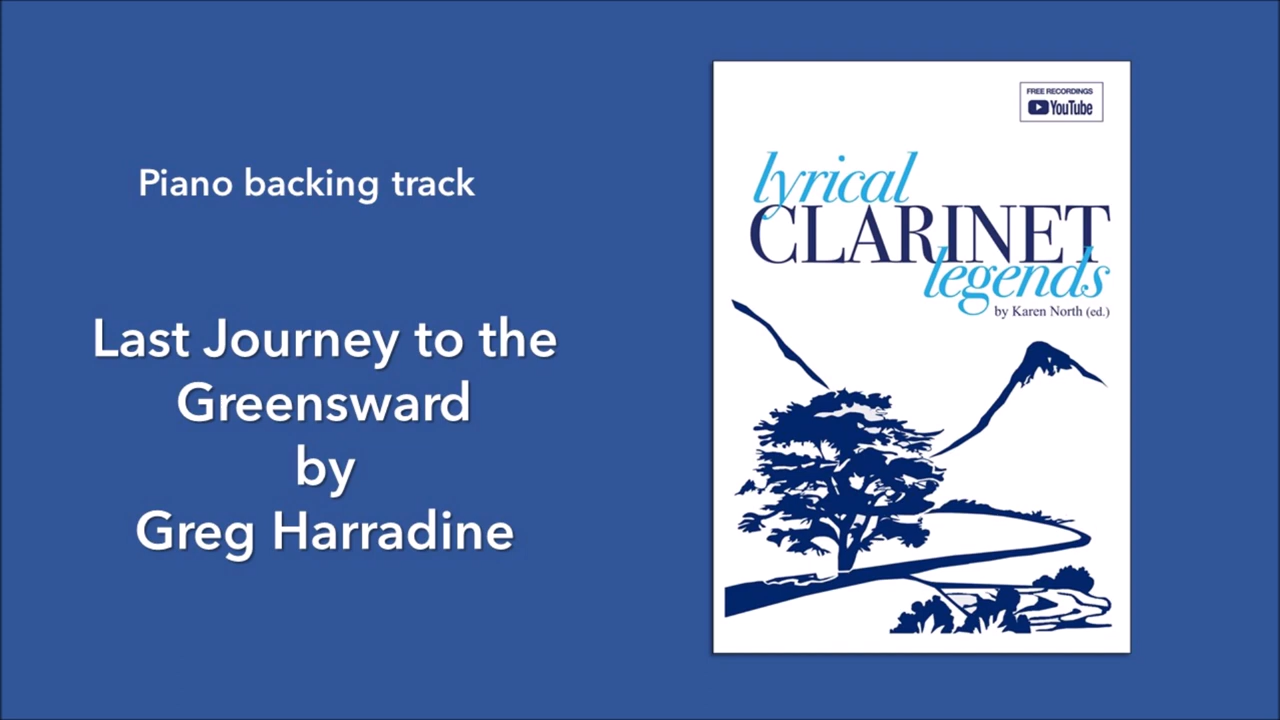 Piano backing track
Last Journey to the
Greensward
by
Greg Harradine
FREE RECORDINGS
YouTube
lyrical
CLARINET
legends
by Karen North (ed.)